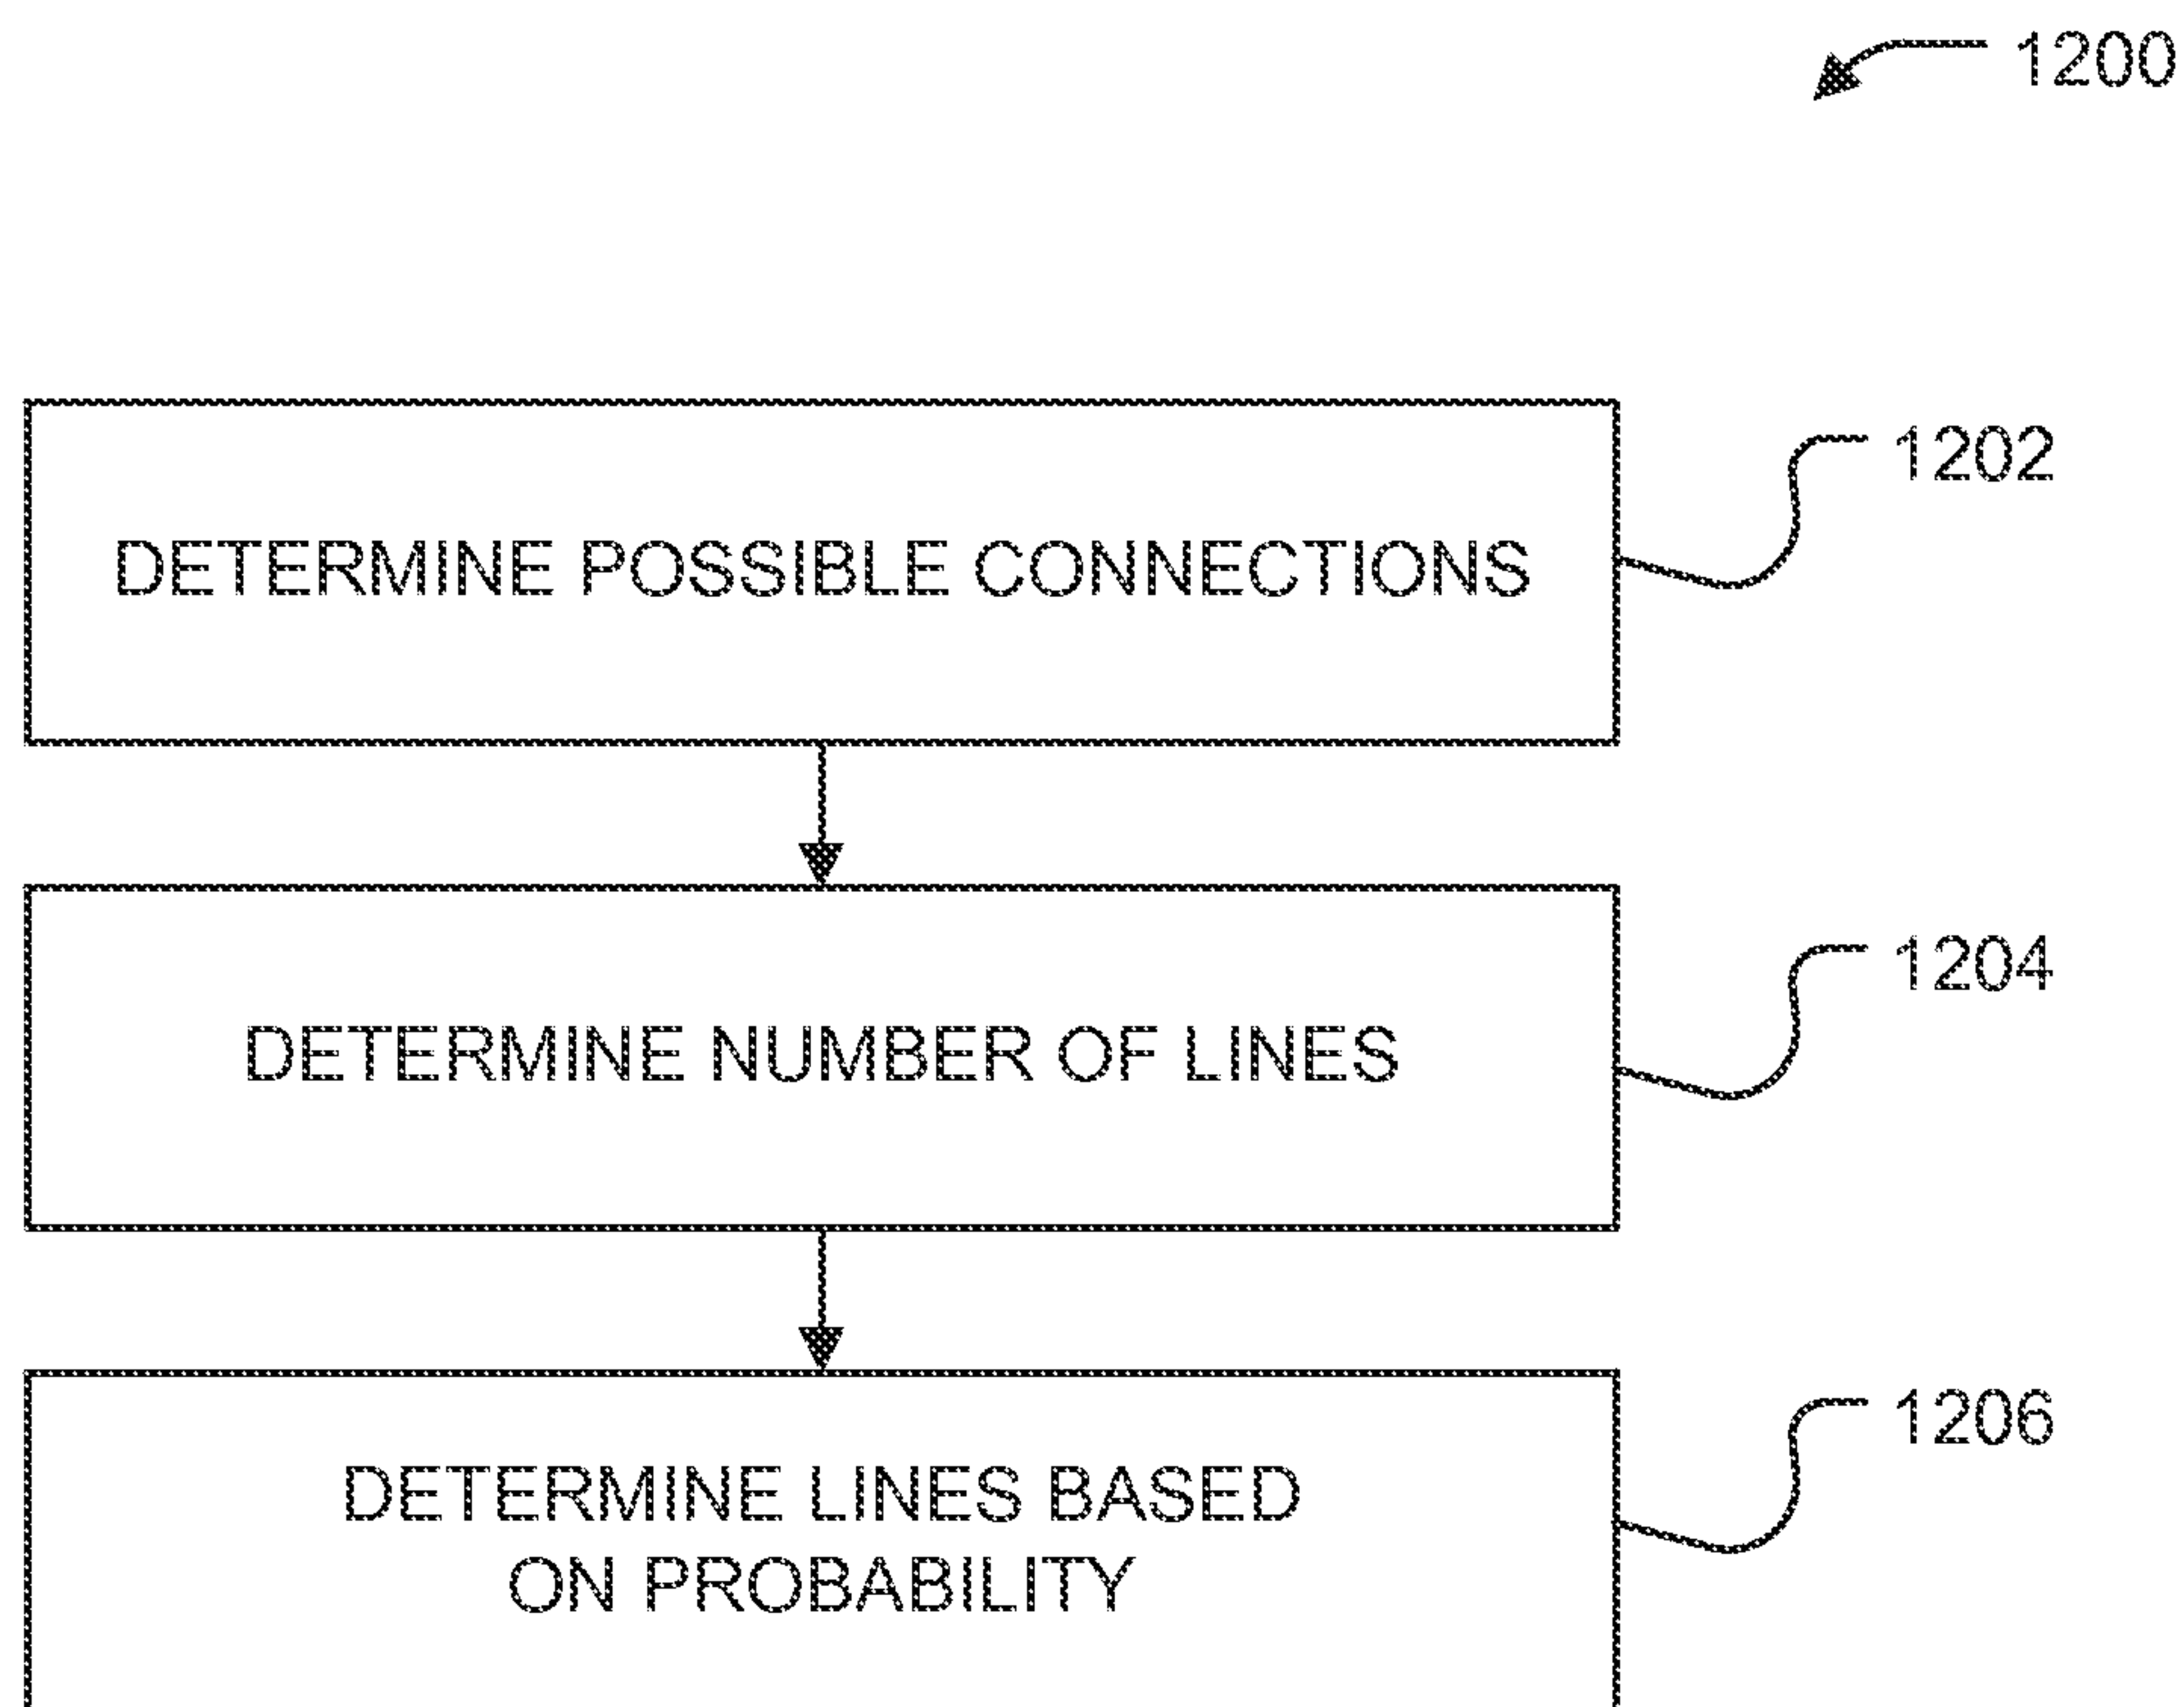 1200
DETERMINE POSSIBLE CONNECTIONS
1202
DETERMINE NUMBER OF LINES
1204
DETERMINE LINES BASED
ON PROBABILITY
1206